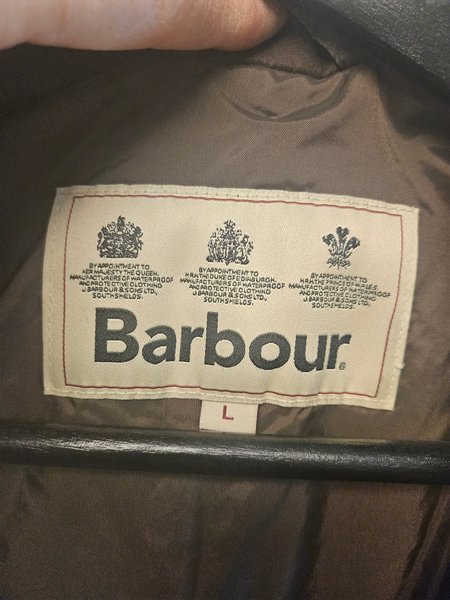 BY APPOINTMENT TO
HER MAJESTY THE QUEEN.
MANUFACTURERS OF WATERPROOF
AND PROTECTIVE CLOTHING
J. BARBOUR & SONS LTD.,
SOUTH SHIELDS.
BY APPOINTMENT TO
H.R.H. THE DUKE OF EDINBURGH.
MANUFACTURERS OF WATERPROOF
AND PROTECTIVE CLOTHING
J. BARBOUR & SONS LTD.,
SOUTH SHIELDS.
BY APPOINTMENT TO
H.R.H. THE PRINCE OF WALES.
MANUFACTURERS OF WATERPROOF
AND PROTECTIVE CLOTHING
J. BARBOUR & SONS LTD.,
SOUTH SHIELDS.
Barbour®
L